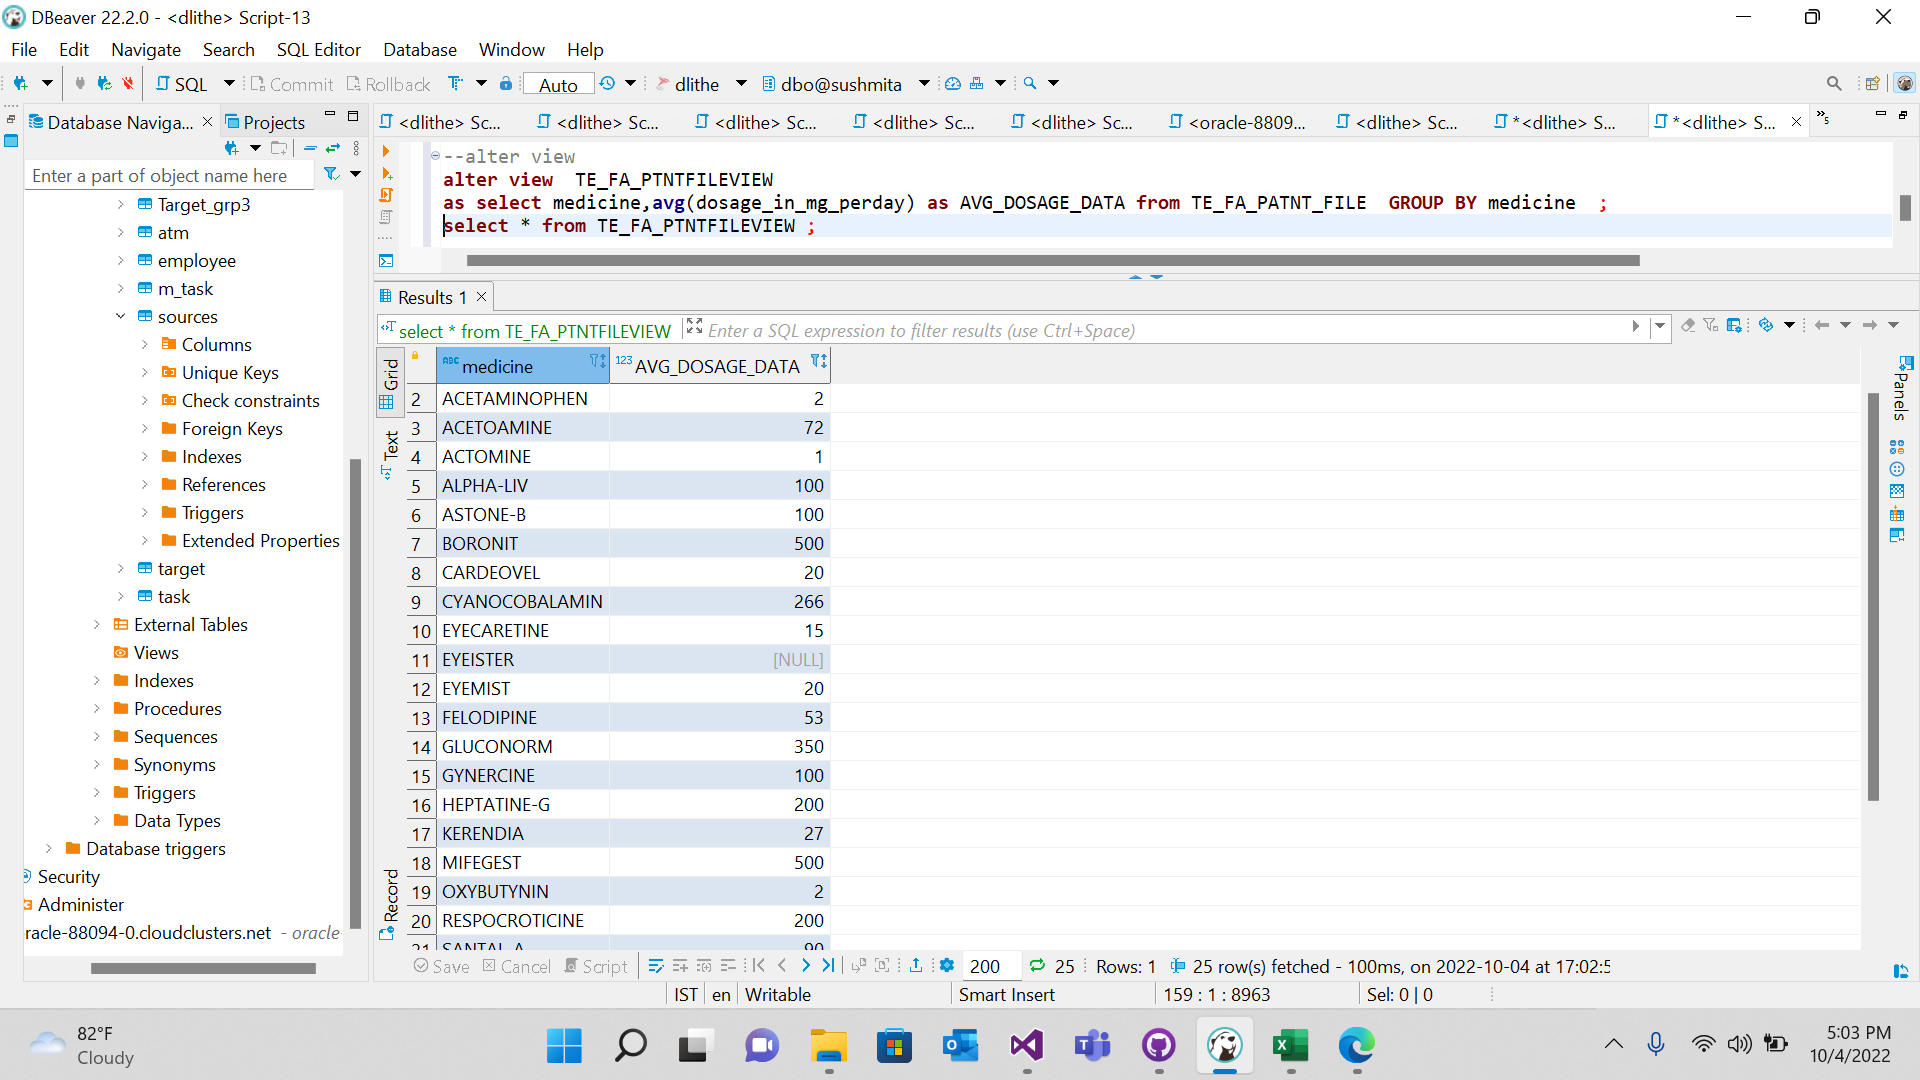 DBeaver 22.2.0 - <dlithe> Script-13
File Edit Navigate Search SQL Editor Database Window Help
SQL Commit Rollback Auto dlithe dbo@sushmita
Database Naviga... Projects
<dlithe> Sc... <dlithe> Sc... <dlithe> Sc... <dlithe> Sc... <dlithe> Sc... <oracle-8809... <dlithe> Sc... *<dlithe> S... *<dlithe> S... »5
Enter a part of object name here
Target_grp3
atm
employee
m_task
sources
Columns
Unique Keys
Check constraints
Foreign Keys
Indexes
References
Triggers
Extended Properties
target
task
External Tables
Views
Indexes
Procedures
Sequences
Synonyms
Triggers
Data Types
Database triggers
Security
Administer
racle-88094-0.cloudclusters.net - oracle-
--alter view
alter view TE_FA_PTNTFILEVIEW
as select medicine,avg(dosage_in_mg_perday) as AVG_DOSAGE_DATA from TE_FA_PATNT_FILE GROUP BY medicine ;
select * from TE_FA_PTNTFILEVIEW ;
Results 1
select * from TE_FA_PTNTFILEVIEW Enter a SQL expression to filter results (use Ctrl+Space)
Grid
Text
Record
Panels
ABC medicine 123 AVG_DOSAGE_DATA
2 ACETAMINOPHEN 2
3 ACETOAMINE 72
4 ACTOMINE 1
5 ALPHA-LIV 100
6 ASTONE-B 100
7 BORONIT 500
8 CARDEOVEL 20
9 CYANOCOBALAMIN 266
10 EYECARETINE 15
11 EYEISTER [NULL]
12 EYEMIST 20
13 FELODIPINE 53
14 GLUCONORM 350
15 GYNERCINE 100
16 HEPTATINE-G 200
17 KERENDIA 27
18 MIFEGEST 500
19 OXYBUTYNIN 2
20 RESPOCROTICINE 200
21 SANTAL-A 90
Save Cancel Script 200 25 Rows: 1 25 row(s) fetched - 100ms, on 2022-10-04 at 17:02:5
IST en Writable Smart Insert 159 : 1 : 8963 Sel: 0 | 0
82°F
Cloudy
5:03 PM
10/4/2022